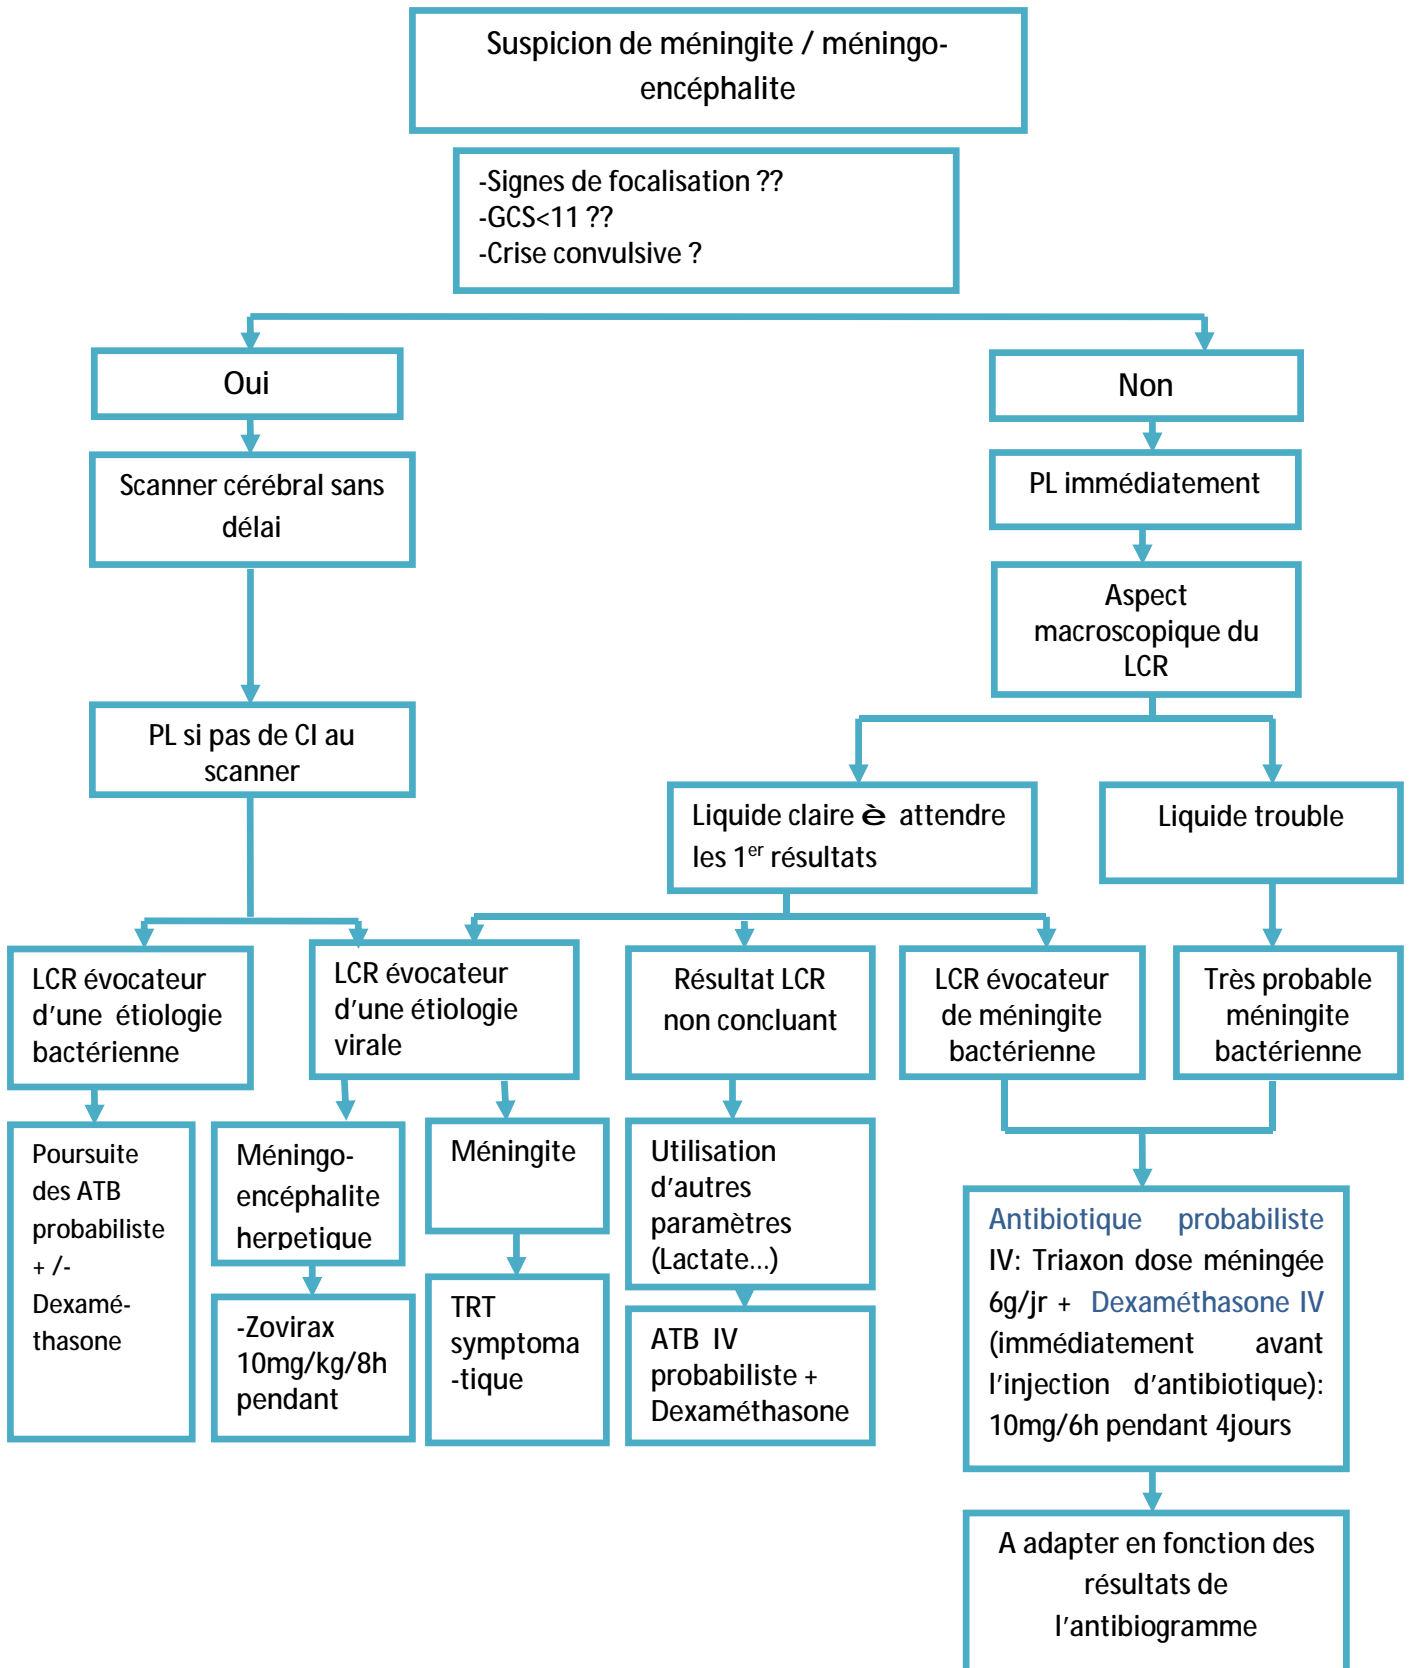 Suspicion de méningite / méningo-
encéphalite
-Signes de focalisation ??
-GCS<11 ??
-Crise convulsive ?
Oui
Non
Scanner cérébral sans
délai
PL immédiatement
Aspect
macroscopique du
LCR
PL si pas de CI au
scanner
Liquide claire è attendre
les 1er résultats
Liquide trouble
LCR évocateur
d’une étiologie
bactérienne
LCR évocateur
d’une étiologie
virale
Résultat LCR
non concluant
LCR évocateur
de méningite
bactérienne
Très probable
méningite
bactérienne
Poursuite
des ATB
probabiliste
+ /-
Dexamé-
thasone
Méningo-
encéphalite
herpetique
Méningite
Utilisation
d’autres
paramètres
(Lactate...)
Antibiotique probabiliste
IV: Triaxon dose méningée
6g/jr + Dexaméthasone IV
(immédiatement avant
l’injection d’antibiotique):
10mg/6h pendant 4jours
-Zovirax
10mg/kg/8h
pendant
TRT
symptoma
-tique
ATB IV
probabiliste +
Dexaméthasone
A adapter en fonction des
résultats de
l’antibiogramme